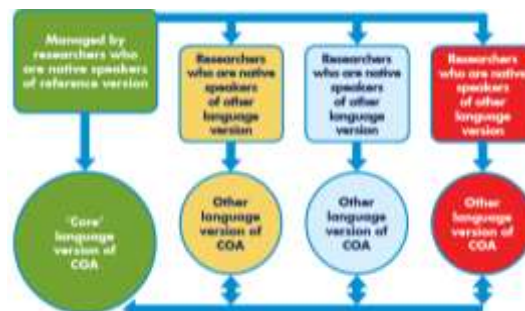 Managed by
researchers who
are native speakers
of reference version
Researchers
who are native
speakers
of other
language
version
Researchers
who are native
speakers
of other
language
version
Researchers
who are native
speakers
of other
language
version
'Core'
language
version of
COA
Other
language
version of
COA
Other
language
version of
COA
Other
language
version of
COA